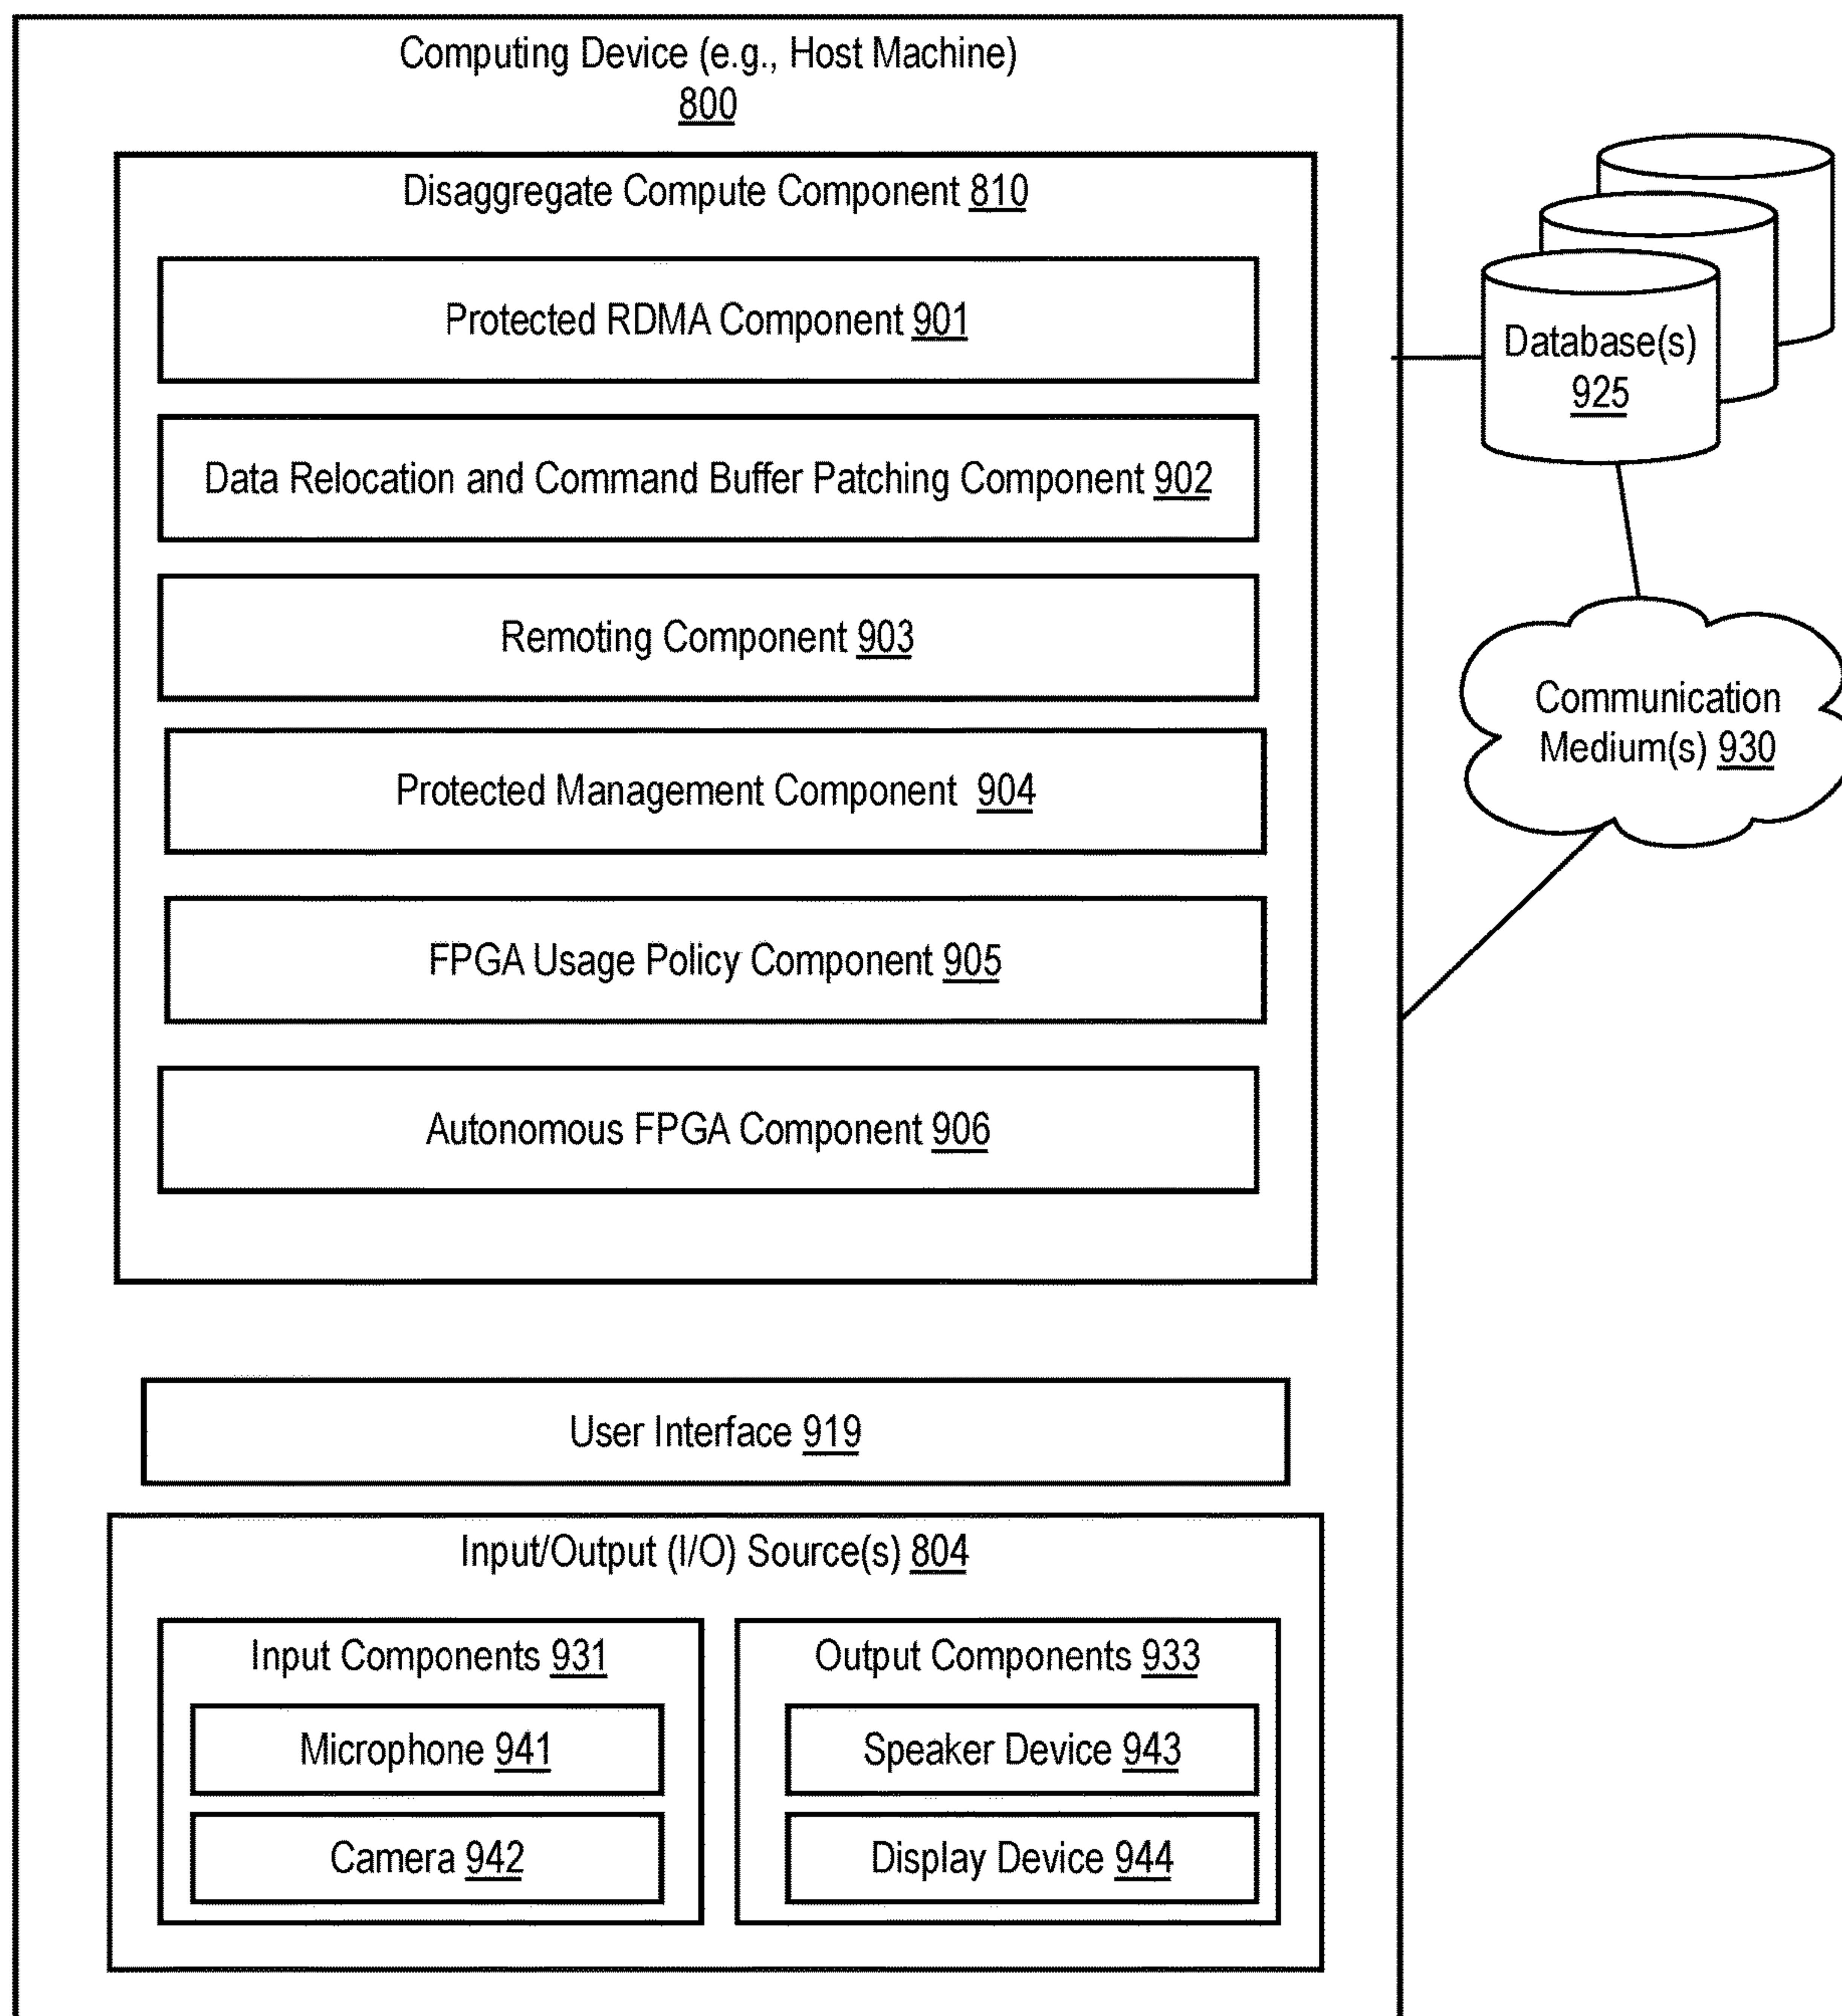 Computing Device (e.g., Host Machine)
800
Disaggregate Compute Component 810
Protected RDMA Component 901
Data Relocation and Command Buffer Patching Component 902
Remoting Component 903
Protected Management Component 904
FPGA Usage Policy Component 905
Autonomous FPGA Component 906
Database(s)
925
Communication
Medium(s) 930
User Interface 919
Input/Output (I/O) Source(s) 804
Input Components 931
Microphone 941
Camera 942
Output Components 933
Speaker Device 943
Display Device 944